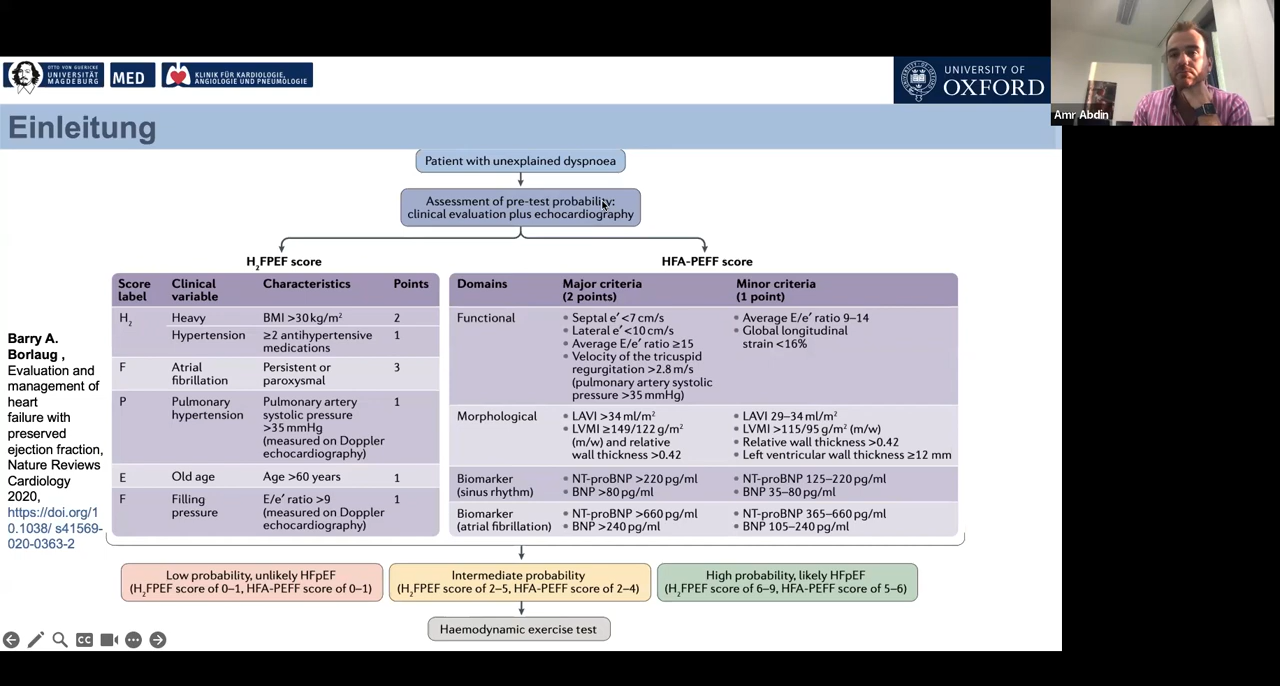 OTTO VON GUERICKE
UNIVERSITÄT
MAGDEBURG
MED
KLINIK FÜR KARDIOLOGIE,
ANGIOLOGIE UND PNEUMOLOGIE
UNIVERSITY OF
OXFORD
Amr Abdin
Einleitung
Patient with unexplained dyspnoea
Assessment of pre-test probability:
clinical evaluation plus echocardiography
H₂FPEF score
Score label Clinical variable Characteristics Points
H₂ Heavy BMI >30 kg/m² 2
Hypertension ≥2 antihypertensive medications 1
F Atrial fibrillation Persistent or paroxysmal 3
P Pulmonary hypertension Pulmonary artery systolic pressure >35 mmHg (measured on Doppler echocardiography) 1
E Old age Age >60 years 1
F Filling pressure E/e′ ratio >9 (measured on Doppler echocardiography) 1
HFA-PEFF score
Domains Major criteria (2 points) Minor criteria (1 point)
Functional
• Septal e′ <7 cm/s
• Lateral e′ <10 cm/s
• Average E/e′ ratio ≥15
• Velocity of the tricuspid
regurgitation >2.8 m/s
(pulmonary artery systolic
pressure >35 mmHg)
• Average E/e′ ratio 9–14
• Global longitudinal
strain <16%
Morphological
• LAVI >34 ml/m²
• LVMI ≥149/122 g/m²
(m/w) and relative
wall thickness >0.42
• LAVI 29–34 ml/m²
• LVMI >115/95 g/m² (m/w)
• Relative wall thickness >0.42
• Left ventricular wall thickness ≥12 mm
Biomarker
(sinus rhythm)
• NT-proBNP >220 pg/ml
• BNP >80 pg/ml
• NT-proBNP 125–220 pg/ml
• BNP 35–80 pg/ml
Biomarker
(atrial fibrillation)
• NT-proBNP >660 pg/ml
• BNP >240 pg/ml
• NT-proBNP 365–660 pg/ml
• BNP 105–240 pg/ml
Barry A.
Borlaug ,
Evaluation and
management of
heart
failure with
preserved
ejection fraction,
Nature Reviews
Cardiology
2020,
https://doi.org/1
0.1038/ s41569-
020-0363-2
Low probability, unlikely HFpEF
(H₂FPEF score of 0–1, HFA-PEFF score of 0–1)
Intermediate probability
(H₂FPEF score of 2–5, HFA-PEFF score of 2–4)
High probability, likely HFpEF
(H₂FPEF score of 6–9, HFA-PEFF score of 5–6)
Haemodynamic exercise test
CC